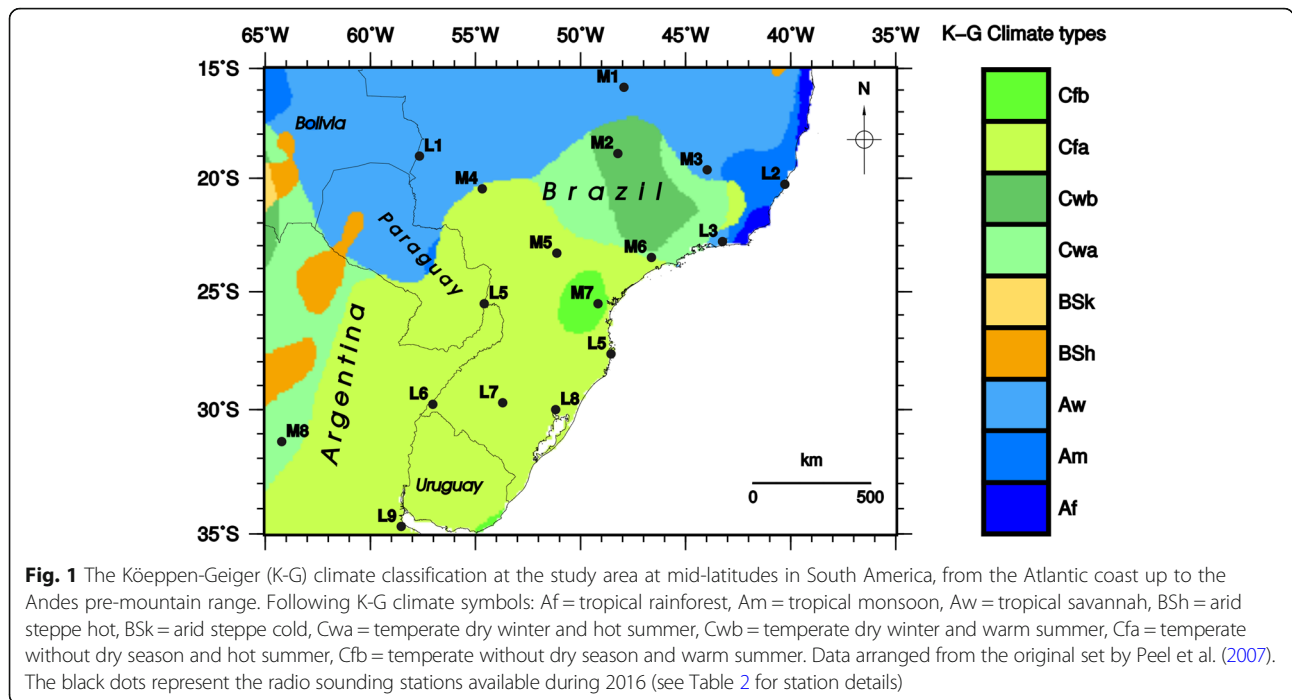 65°W 60°W 55°W 50°W 45°W 40°W 35°W
K–G Climate types
15°S
20°S
25°S
30°S
35°S
M1
N
Bolivia
L1
M2
M3
M4
Brazil
L2
Paraguay
M5
M6
L3
L5
M7
Argentina
L5
L6
L7
L8
M8
Uruguay
L9
km
0 500
Cfb
Cfa
Cwb
Cwa
BSk
BSh
Aw
Am
Af
Fig. 1 The Köeppen-Geiger (K-G) climate classification at the study area at mid-latitudes in South America, from the Atlantic coast up to the
Andes pre-mountain range. Following K-G climate symbols: Af = tropical rainforest, Am = tropical monsoon, Aw = tropical savannah, BSh = arid
steppe hot, BSk = arid steppe cold, Cwa = temperate dry winter and hot summer, Cwb = temperate dry winter and warm summer, Cfa = temperate
without dry season and hot summer, Cfb = temperate without dry season and warm summer. Data arranged from the original set by Peel et al. (2007).
The black dots represent the radio sounding stations available during 2016 (see Table 2 for station details)